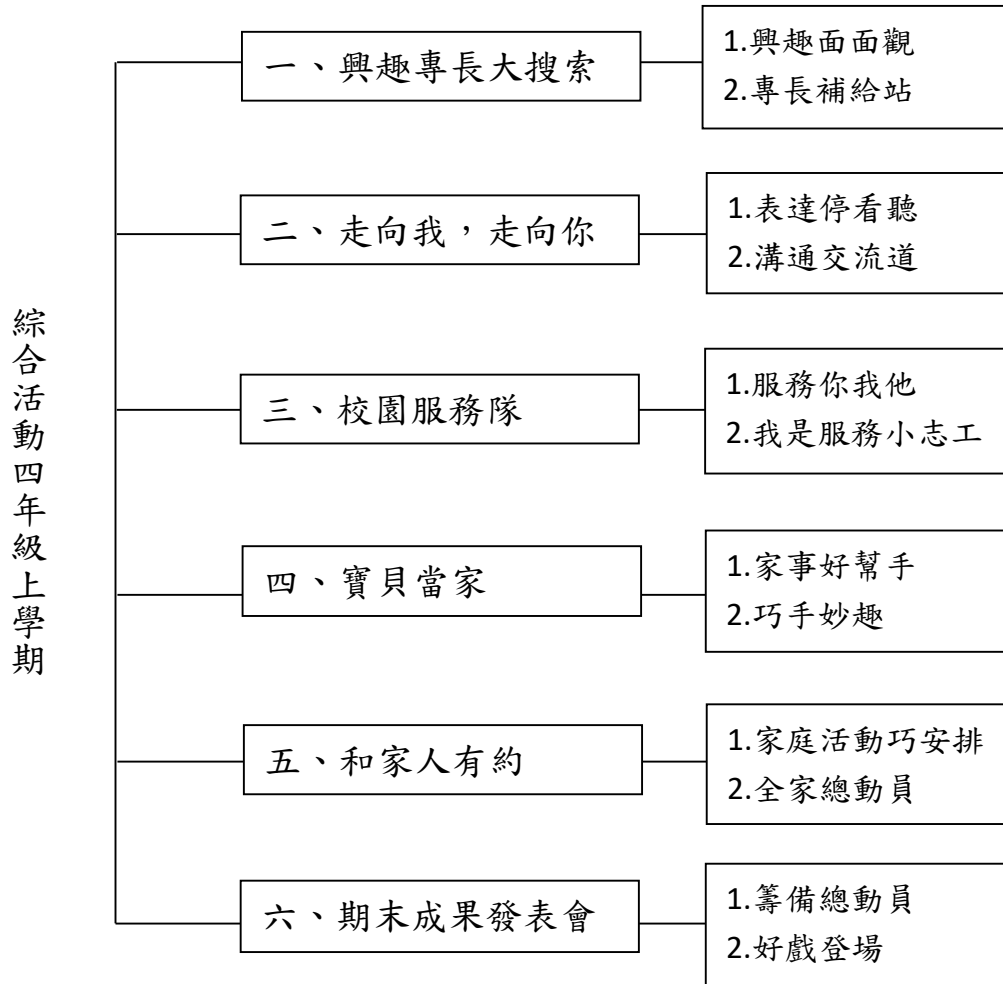 綜合活動四年級上學期
一、興趣專長大搜索
1.興趣面面觀
2.專長補給站
二、走向我，走向你
1.表達停看聽
2.溝通交流道
三、校園服務隊
1.服務你我他
2.我是服務小志工
四、寶貝當家
1.家事好幫手
2.巧手妙趣
五、和家人有約
1.家庭活動巧安排
2.全家總動員
六、期末成果發表會
1.籌備總動員
2.好戲登場